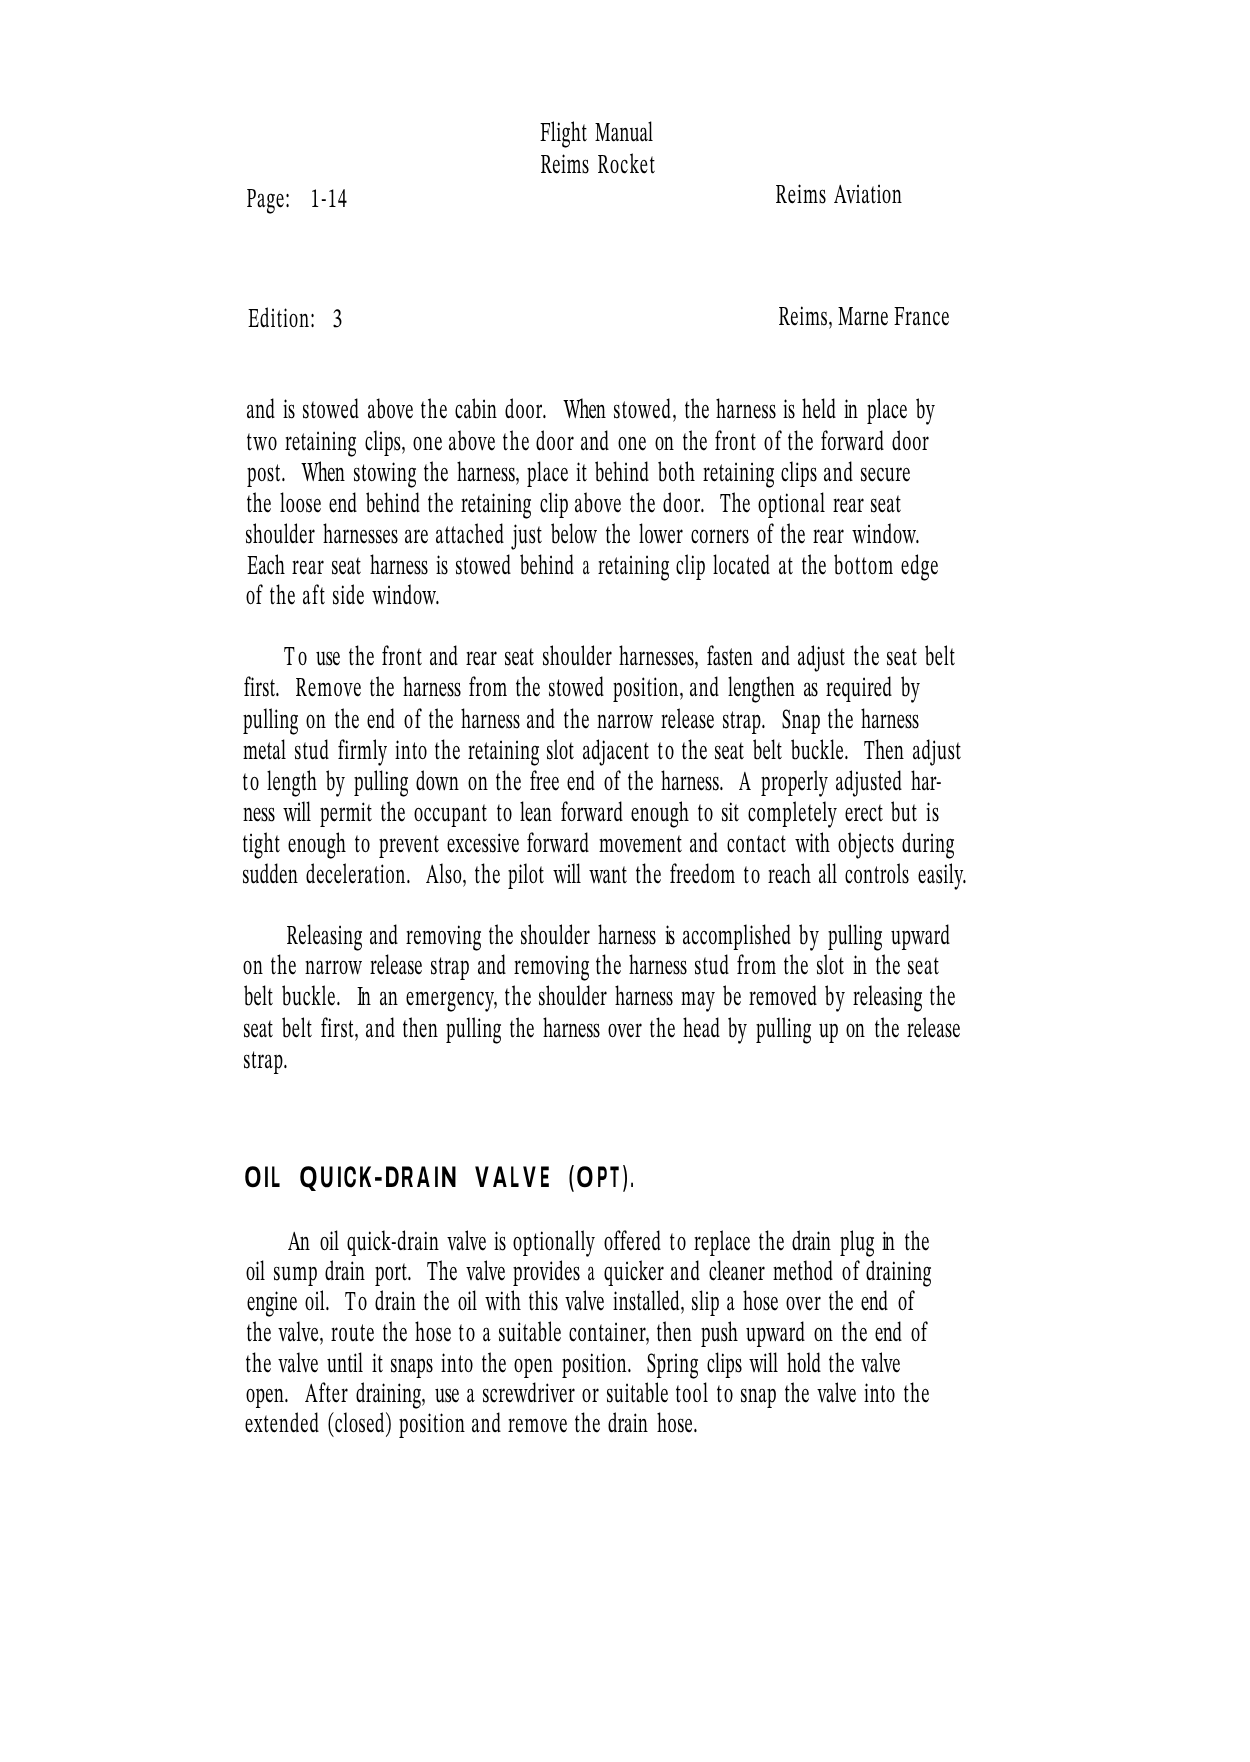 Flight Manual
Reims Rocket
Page: 1-14
Reims Aviation
Edition: 3
Reims, Marne France
and is stowed above the cabin door. When stowed, the harness is held in place by
two retaining clips, one above the door and one on the front of the forward door
post. When stowing the harness, place it behind both retaining clips and secure
the loose end behind the retaining clip above the door. The optional rear seat
shoulder harnesses are attached just below the lower corners of the rear window.
Each rear seat harness is stowed behind a retaining clip located at the bottom edge
of the aft side window.
To use the front and rear seat shoulder harnesses, fasten and adjust the seat belt
first. Remove the harness from the stowed position, and lengthen as required by
pulling on the end of the harness and the narrow release strap. Snap the harness
metal stud firmly into the retaining slot adjacent to the seat belt buckle. Then adjust
to length by pulling down on the free end of the harness. A properly adjusted har-
ness will permit the occupant to lean forward enough to sit completely erect but is
tight enough to prevent excessive forward movement and contact with objects during
sudden deceleration. Also, the pilot will want the freedom to reach all controls easily.
Releasing and removing the shoulder harness is accomplished by pulling upward
on the narrow release strap and removing the harness stud from the slot in the seat
belt buckle. In an emergency, the shoulder harness may be removed by releasing the
seat belt first, and then pulling the harness over the head by pulling up on the release
strap.
OIL QUICK-DRAIN VALVE (OPT).
An oil quick-drain valve is optionally offered to replace the drain plug in the
oil sump drain port. The valve provides a quicker and cleaner method of draining
engine oil. To drain the oil with this valve installed, slip a hose over the end of
the valve, route the hose to a suitable container, then push upward on the end of
the valve until it snaps into the open position. Spring clips will hold the valve
open. After draining, use a screwdriver or suitable tool to snap the valve into the
extended (closed) position and remove the drain hose.